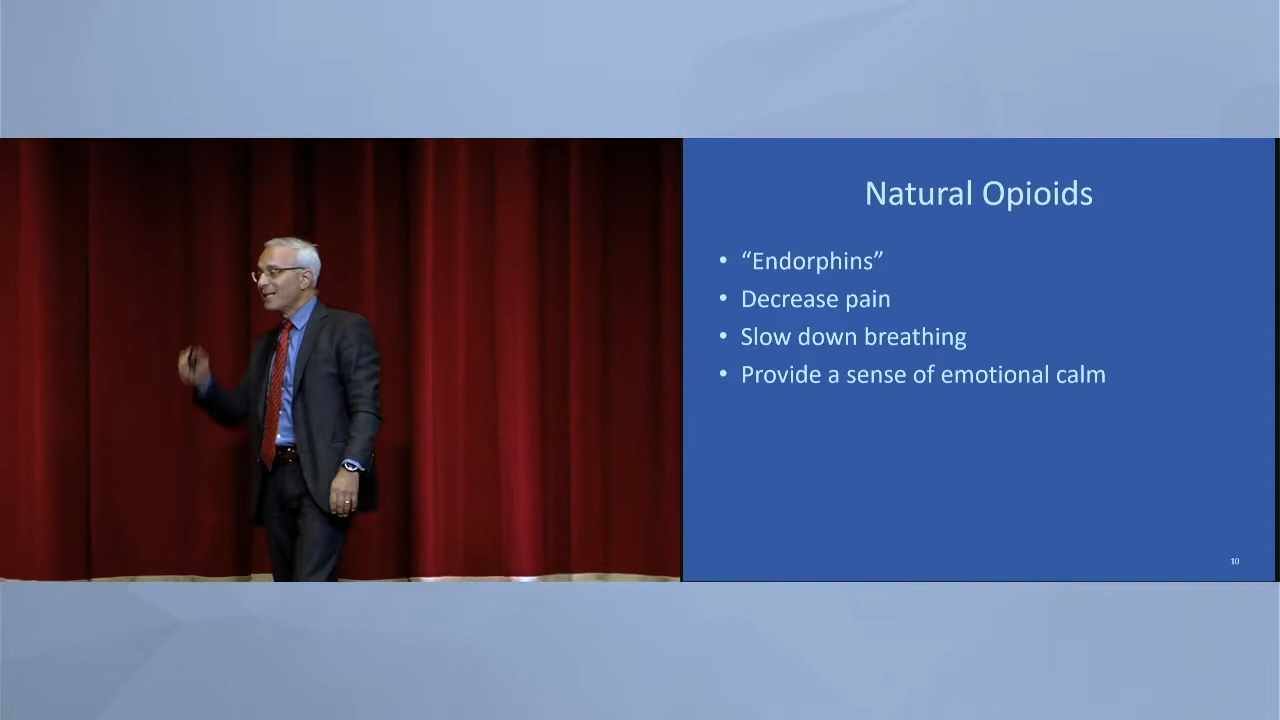 Natural Opioids
• “Endorphins”
• Decrease pain
• Slow down breathing
• Provide a sense of emotional calm
10